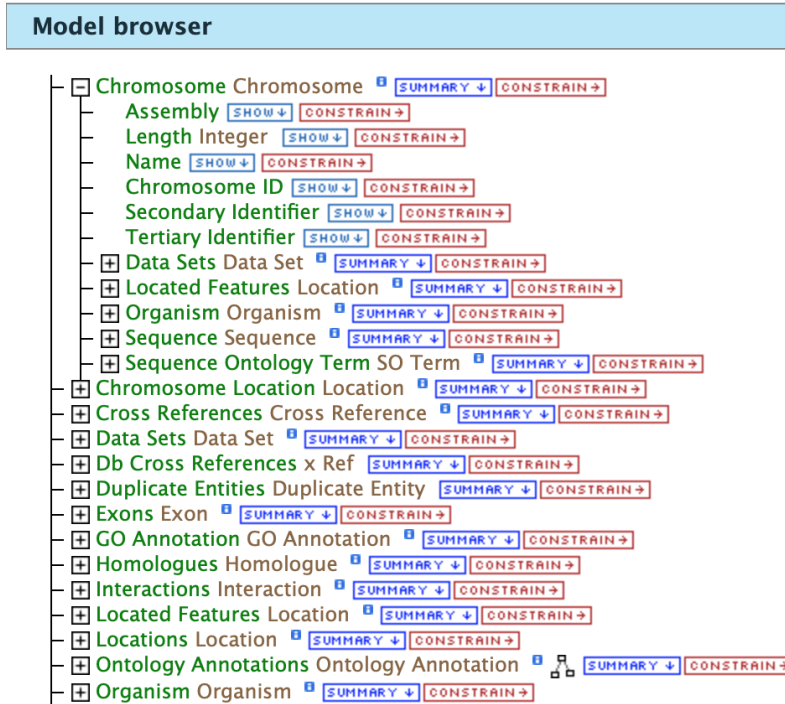 Model browser
Chromosome Chromosome i SUMMARY ↓ CONSTRAIN →
Assembly SHOW ↓ CONSTRAIN →
Length Integer SHOW ↓ CONSTRAIN →
Name SHOW ↓ CONSTRAIN →
Chromosome ID SHOW ↓ CONSTRAIN →
Secondary Identifier SHOW ↓ CONSTRAIN →
Tertiary Identifier SHOW ↓ CONSTRAIN →
Data Sets Data Set i SUMMARY ↓ CONSTRAIN →
Located Features Location i SUMMARY ↓ CONSTRAIN →
Organism Organism i SUMMARY ↓ CONSTRAIN →
Sequence Sequence i SUMMARY ↓ CONSTRAIN →
Sequence Ontology Term SO Term i SUMMARY ↓ CONSTRAIN →
Chromosome Location Location i SUMMARY ↓ CONSTRAIN →
Cross References Cross Reference i SUMMARY ↓ CONSTRAIN →
Data Sets Data Set i SUMMARY ↓ CONSTRAIN →
Db Cross References x Ref SUMMARY ↓ CONSTRAIN →
Duplicate Entities Duplicate Entity SUMMARY ↓ CONSTRAIN →
Exons Exon i SUMMARY ↓ CONSTRAIN →
GO Annotation GO Annotation i SUMMARY ↓ CONSTRAIN →
Homologues Homologue i SUMMARY ↓ CONSTRAIN →
Interactions Interaction i SUMMARY ↓ CONSTRAIN →
Located Features Location i SUMMARY ↓ CONSTRAIN →
Locations Location i SUMMARY ↓ CONSTRAIN →
Ontology Annotations Ontology Annotation i SUMMARY ↓ CONSTRAIN →
Organism Organism i SUMMARY ↓ CONSTRAIN →